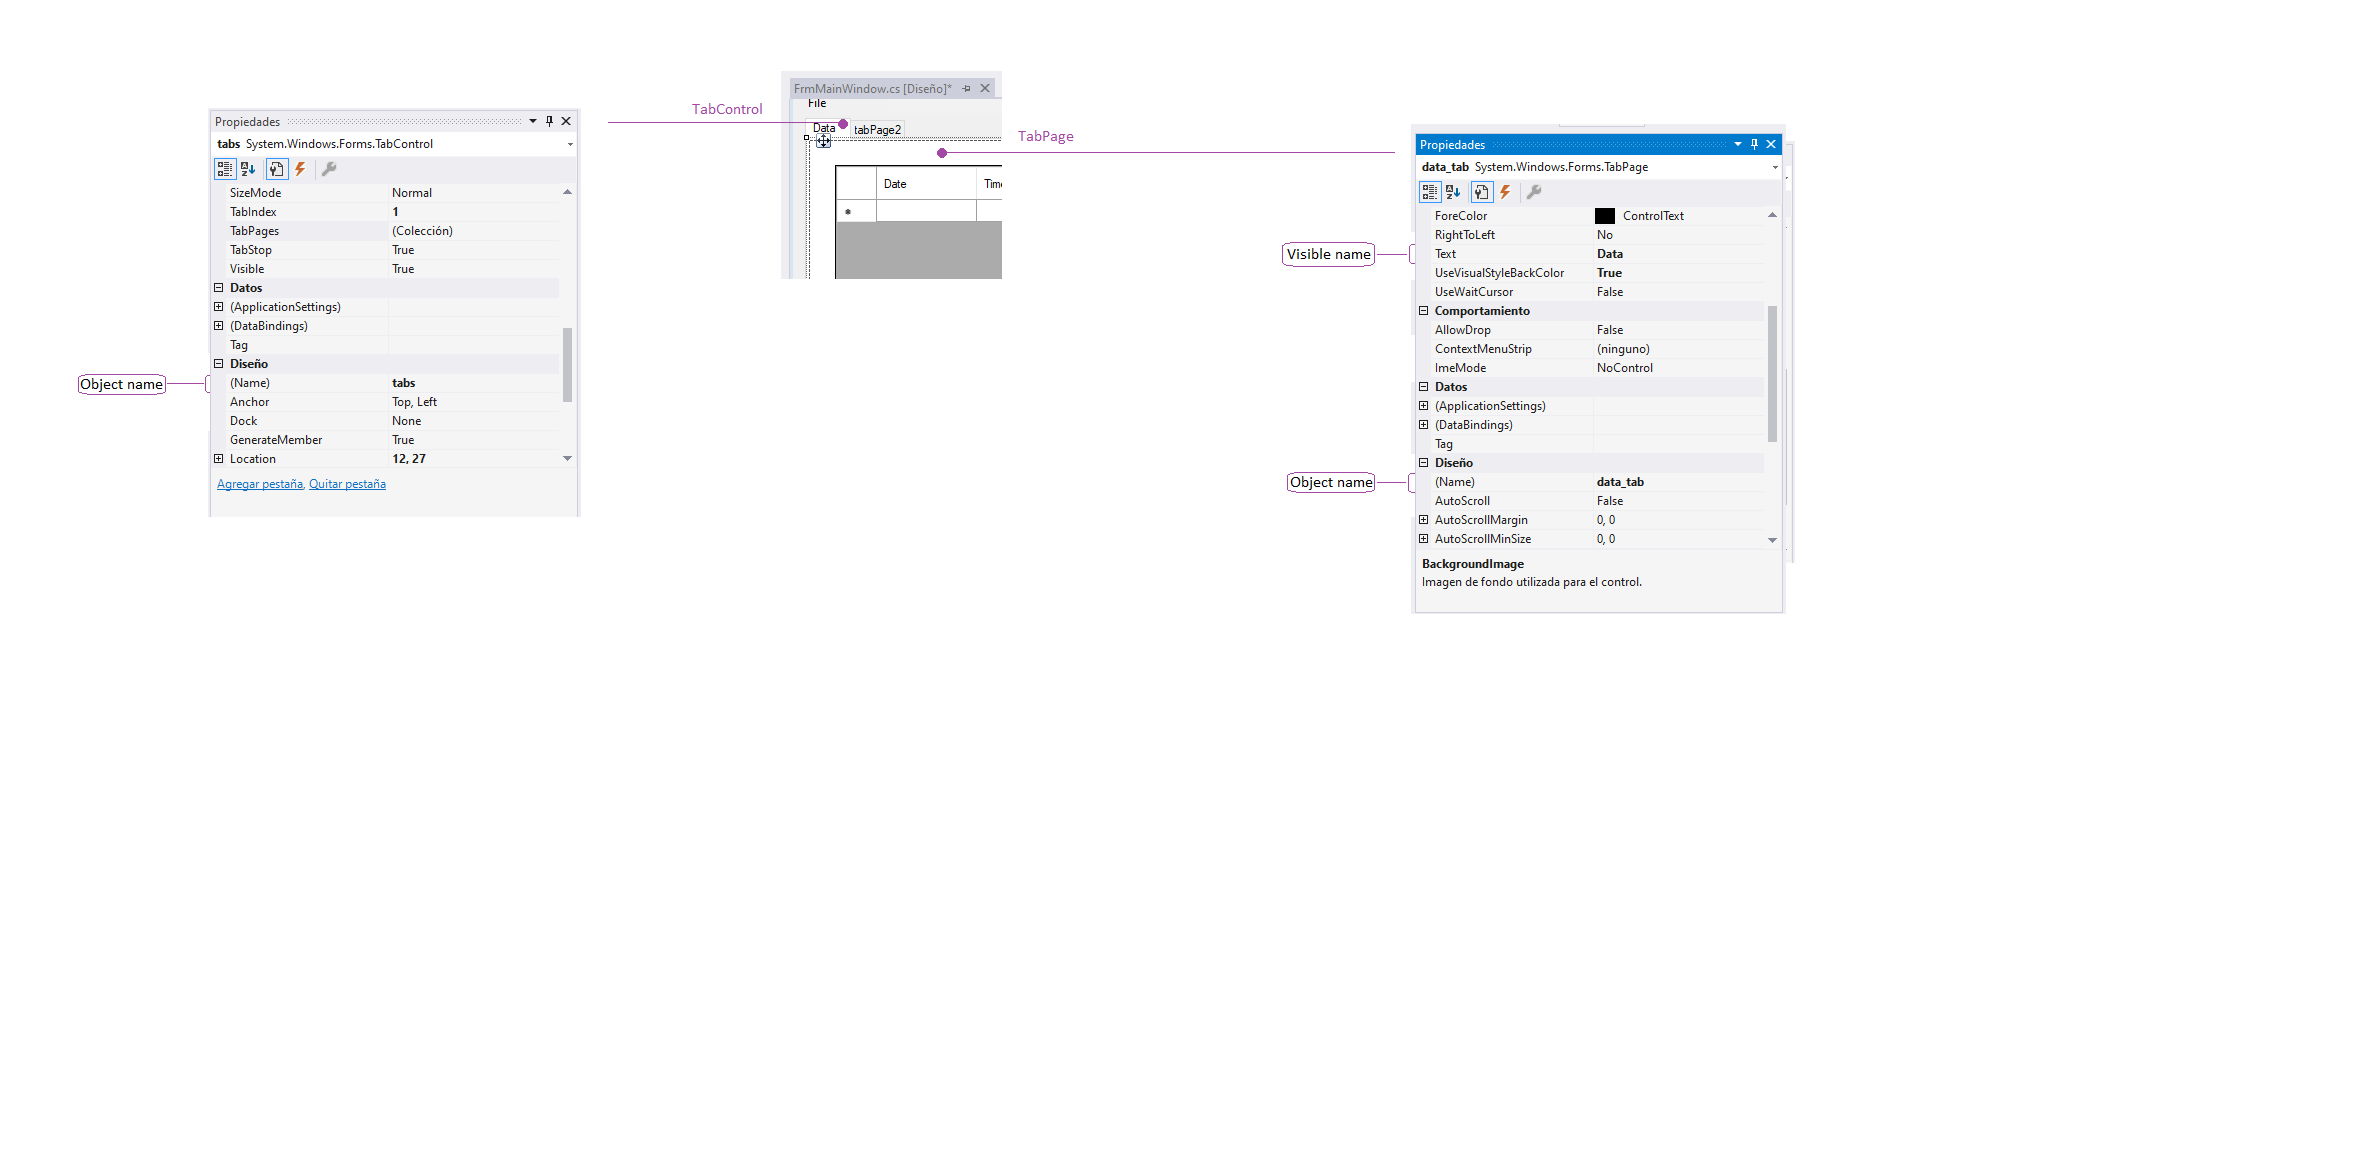 Object name
Propiedades
tabs System.Windows.Forms.TabControl
SizeMode Normal
TabIndex 1
TabPages (Colección)
TabStop True
Visible True
Datos
(ApplicationSettings)
(DataBindings)
Tag
Diseño
(Name) tabs
Anchor Top, Left
Dock None
GenerateMember True
Location 12, 27
Agregar pestaña, Quitar pestaña
TabControl
FrmMainWindow.cs [Diseño]*
File
Data tabPage2
Date
TabPage
Visible name
Object name
Propiedades
data_tab System.Windows.Forms.TabPage
ForeColor ControlText
RightToLeft No
Text Data
UseVisualStyleBackColor True
UseWaitCursor False
Comportamiento
AllowDrop False
ContextMenuStrip (ninguno)
ImeMode NoControl
Datos
(ApplicationSettings)
(DataBindings)
Tag
Diseño
(Name) data_tab
AutoScroll False
AutoScrollMargin 0, 0
AutoScrollMinSize 0, 0
BackgroundImage
Imagen de fondo utilizada para el control.